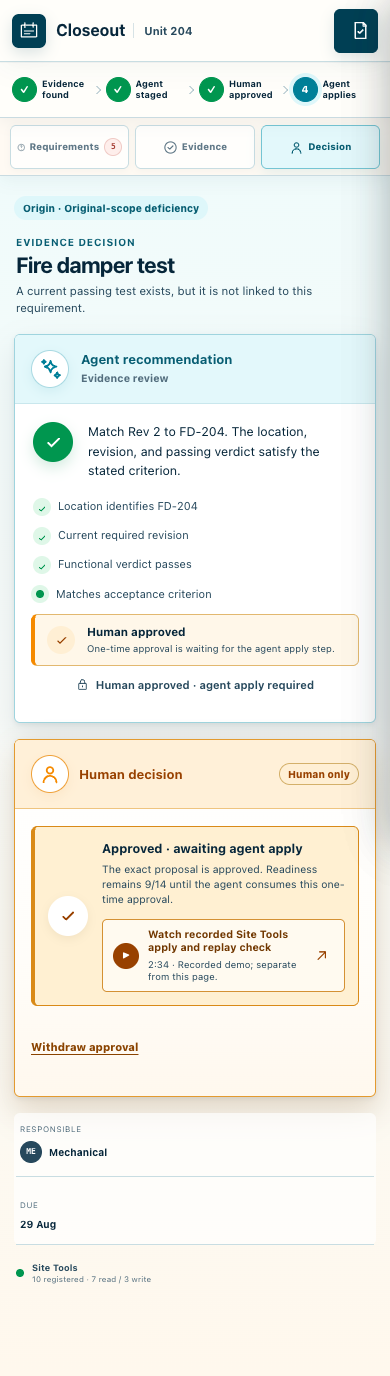 Closeout
Unit 204
Evidence found
Agent staged
Human approved
4
Agent applies
Requirements
5
Evidence
Decision
Origin · Original-scope deficiency
EVIDENCE DECISION
Fire damper test
A current passing test exists, but it is not linked to this
requirement.
Agent recommendation
Evidence review
Match Rev 2 to FD-204. The location,
revision, and passing verdict satisfy the
stated criterion.
Location identifies FD-204
Current required revision
Functional verdict passes
Matches acceptance criterion
Human approved
One-time approval is waiting for the agent apply step.
Human approved · agent apply required
Human decision
Human only
Approved · awaiting agent apply
The exact proposal is approved. Readiness
remains 9/14 until the agent consumes this one-
time approval.
Watch recorded Site Tools
apply and replay check
2:34 · Recorded demo; separate
from this page.
Withdraw approval
RESPONSIBLE
ME
Mechanical
DUE
29 Aug
Site Tools
10 registered · 7 read / 3 write